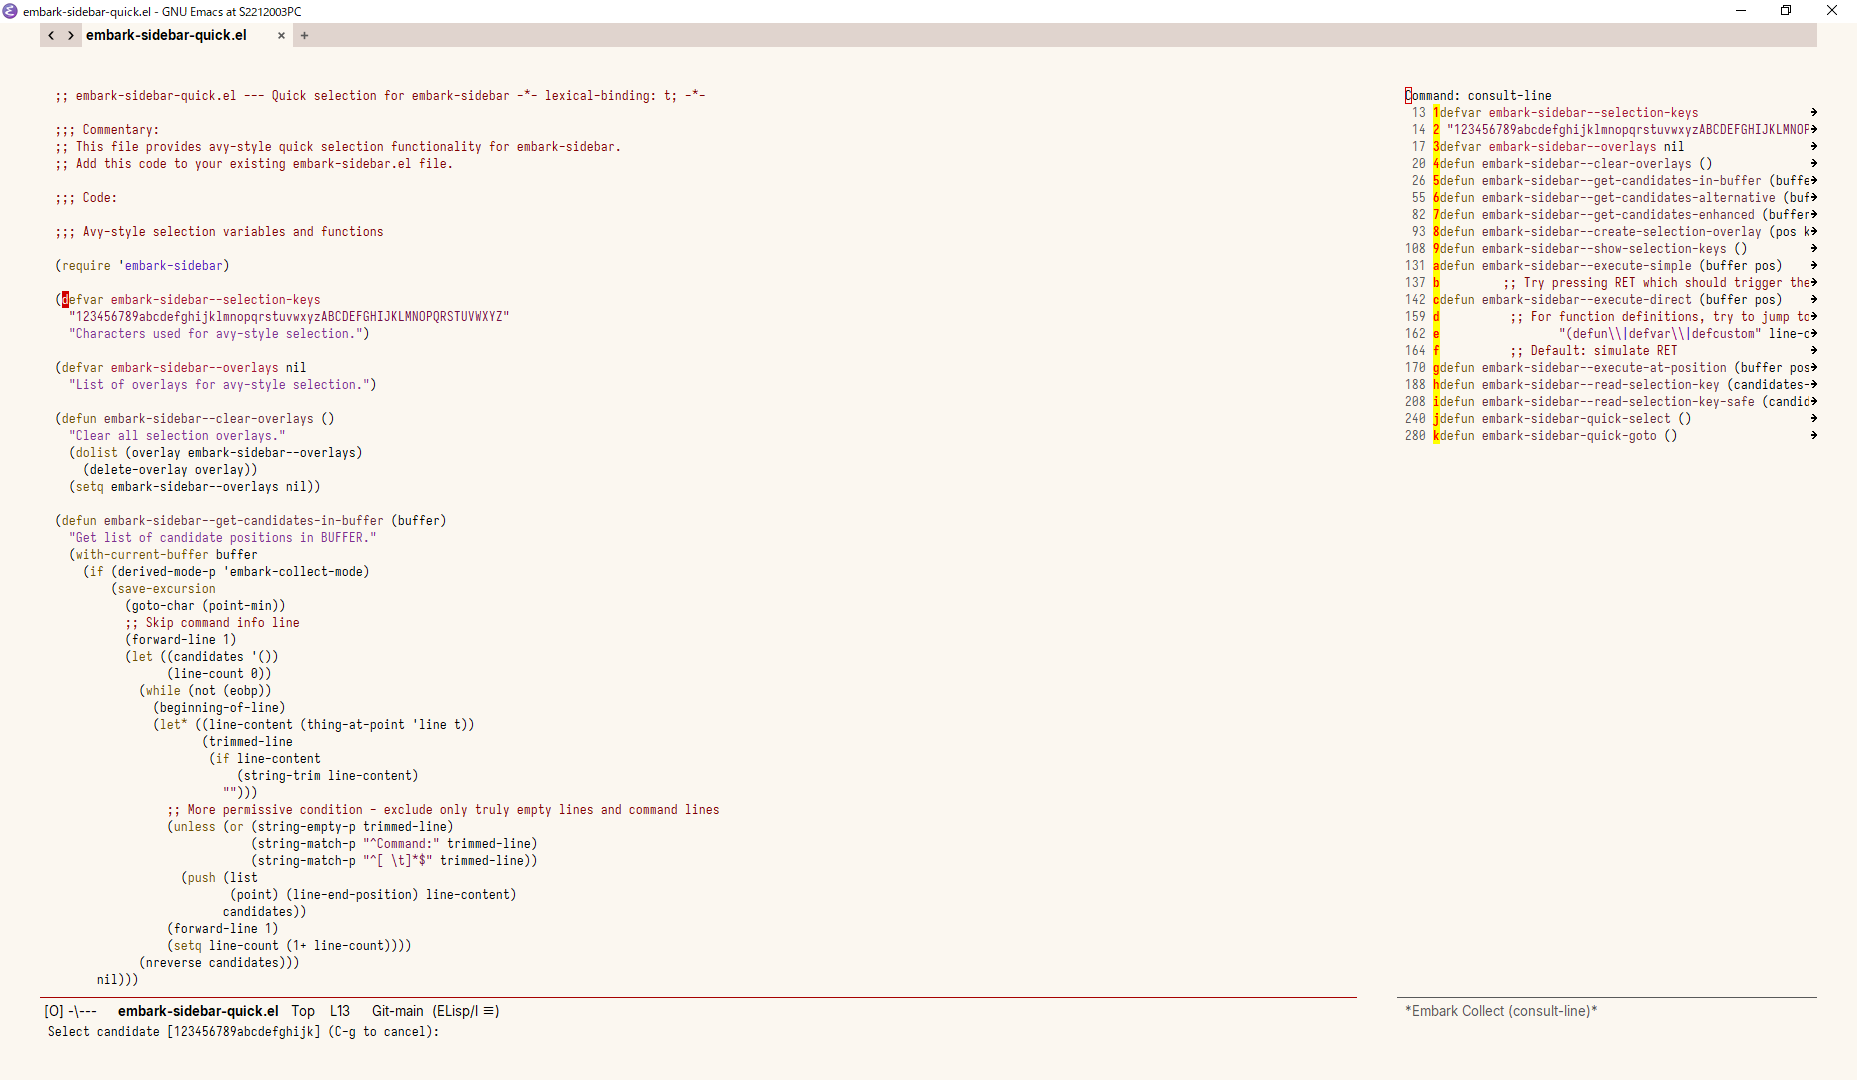 embark-sidebar-quick.el - GNU Emacs at S2212003PC
embark-sidebar-quick.el × +
;; embark-sidebar-quick.el --- Quick selection for embark-sidebar -*- lexical-binding: t; -*-
;;; Commentary:
;; This file provides avy-style quick selection functionality for embark-sidebar.
;; Add this code to your existing embark-sidebar.el file.
;;; Code:
;;; Avy-style selection variables and functions
(require 'embark-sidebar)
(defvar embark-sidebar--selection-keys
"123456789abcdefghijklmnopqrstuvwxyzABCDEFGHIJKLMNOPQRSTUVWXYZ"
"Characters used for avy-style selection.")
(defvar embark-sidebar--overlays nil
"List of overlays for avy-style selection.")
(defun embark-sidebar--clear-overlays ()
"Clear all selection overlays."
(dolist (overlay embark-sidebar--overlays)
(delete-overlay overlay))
(setq embark-sidebar--overlays nil))
(defun embark-sidebar--get-candidates-in-buffer (buffer)
"Get list of candidate positions in BUFFER."
(with-current-buffer buffer
(if (derived-mode-p 'embark-collect-mode)
(save-excursion
(goto-char (point-min))
;; Skip command info line
(forward-line 1)
(let ((candidates '())
(line-count 0))
(while (not (eobp))
(beginning-of-line)
(let* ((line-content (thing-at-point 'line t))
(trimmed-line
(if line-content
(string-trim line-content)
"")))
;; More permissive condition - exclude only truly empty lines and command lines
(unless (or (string-empty-p trimmed-line)
(string-match-p "^Command:" trimmed-line)
(string-match-p "^[ \t]*$" trimmed-line))
(push (list
(point) (line-end-position) line-content)
candidates))
(forward-line 1)
(setq line-count (1+ line-count))))
(nreverse candidates)))
nil)))
[O] -\--- embark-sidebar-quick.el Top L13 Git-main (ELisp/l ≡)
Select candidate [123456789abcdefghijk] (C-g to cancel):
Command: consult-line
13 1defvar embark-sidebar--selection-keys
14 2 "123456789abcdefghijklmnopqrstuvwxyzABCDEFGHIJKLMNOP
17 3defvar embark-sidebar--overlays nil
20 4defun embark-sidebar--clear-overlays ()
26 5defun embark-sidebar--get-candidates-in-buffer (buffe
55 6defun embark-sidebar--get-candidates-alternative (buf
82 7defun embark-sidebar--get-candidates-enhanced (buffer
93 8defun embark-sidebar--create-selection-overlay (pos k
108 9defun embark-sidebar--show-selection-keys ()
131 adefun embark-sidebar--execute-simple (buffer pos)
137 b ;; Try pressing RET which should trigger the
142 cdefun embark-sidebar--execute-direct (buffer pos)
159 d ;; For function definitions, try to jump to
162 e "(defun\\|defvar\\|defcustom" line-c
164 f ;; Default: simulate RET
170 gdefun embark-sidebar--execute-at-position (buffer pos
188 hdefun embark-sidebar--read-selection-key (candidates-
208 idefun embark-sidebar--read-selection-key-safe (candid
240 jdefun embark-sidebar-quick-select ()
280 kdefun embark-sidebar-quick-goto ()
*Embark Collect (consult-line)*